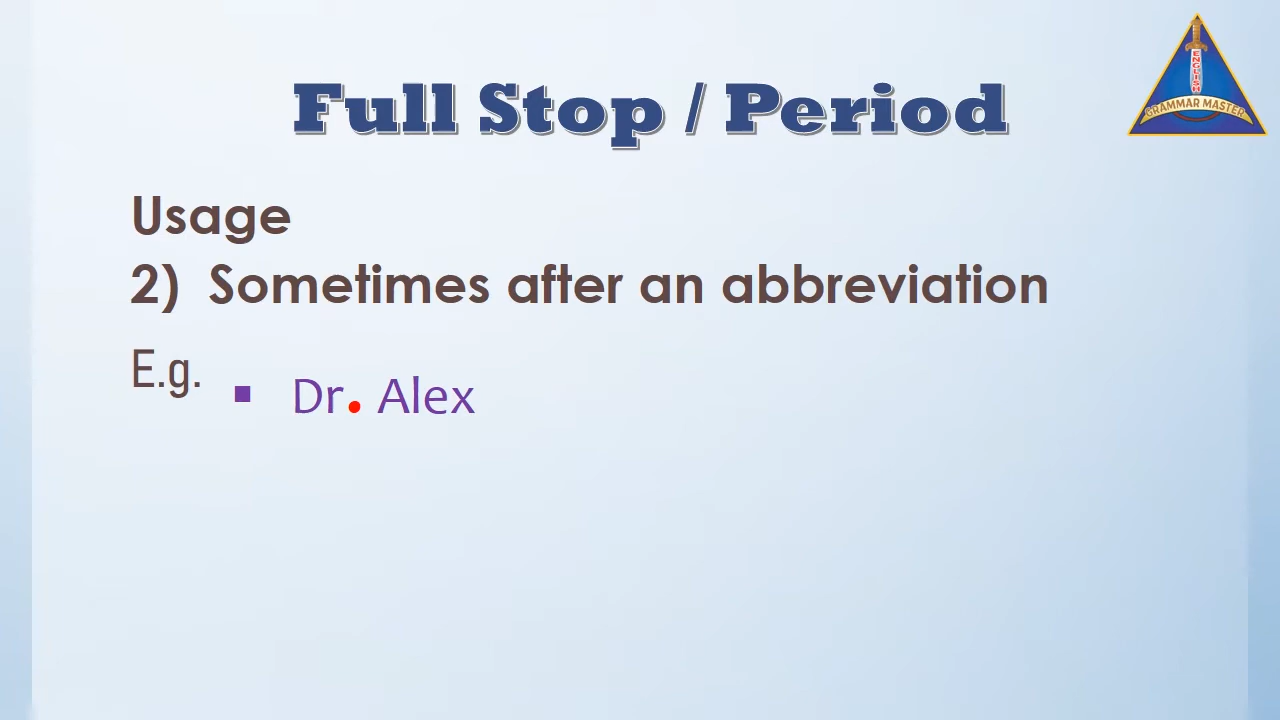 Full Stop / Period
ENGLISH
GRAMMAR MASTER
Usage
2) Sometimes after an abbreviation
E.g.
▪ Dr. Alex